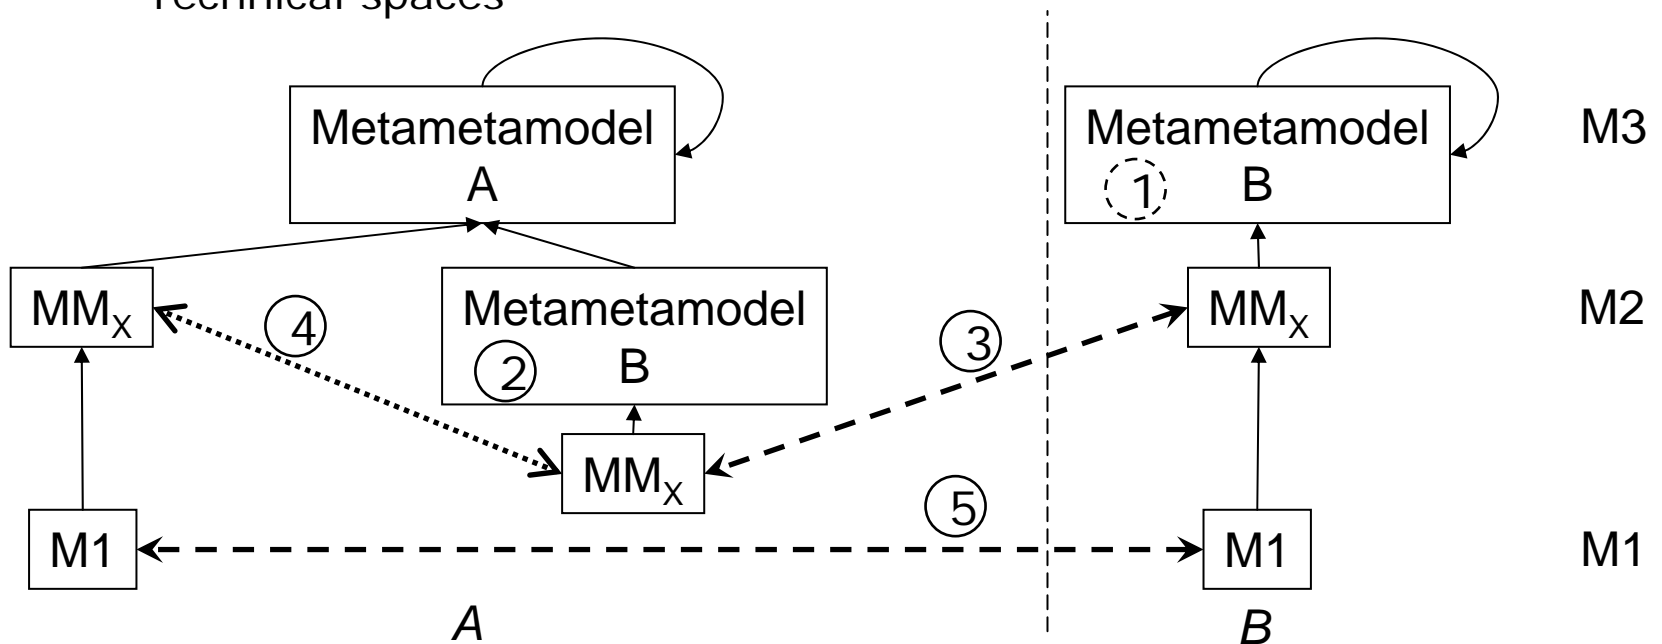 Technical spaces
Metametamodel
A
Metametamodel
1 B
M3
MMX
4
Metametamodel
2 B
3
MMX
M2
MMX
5
M1
M1
M1
A
B